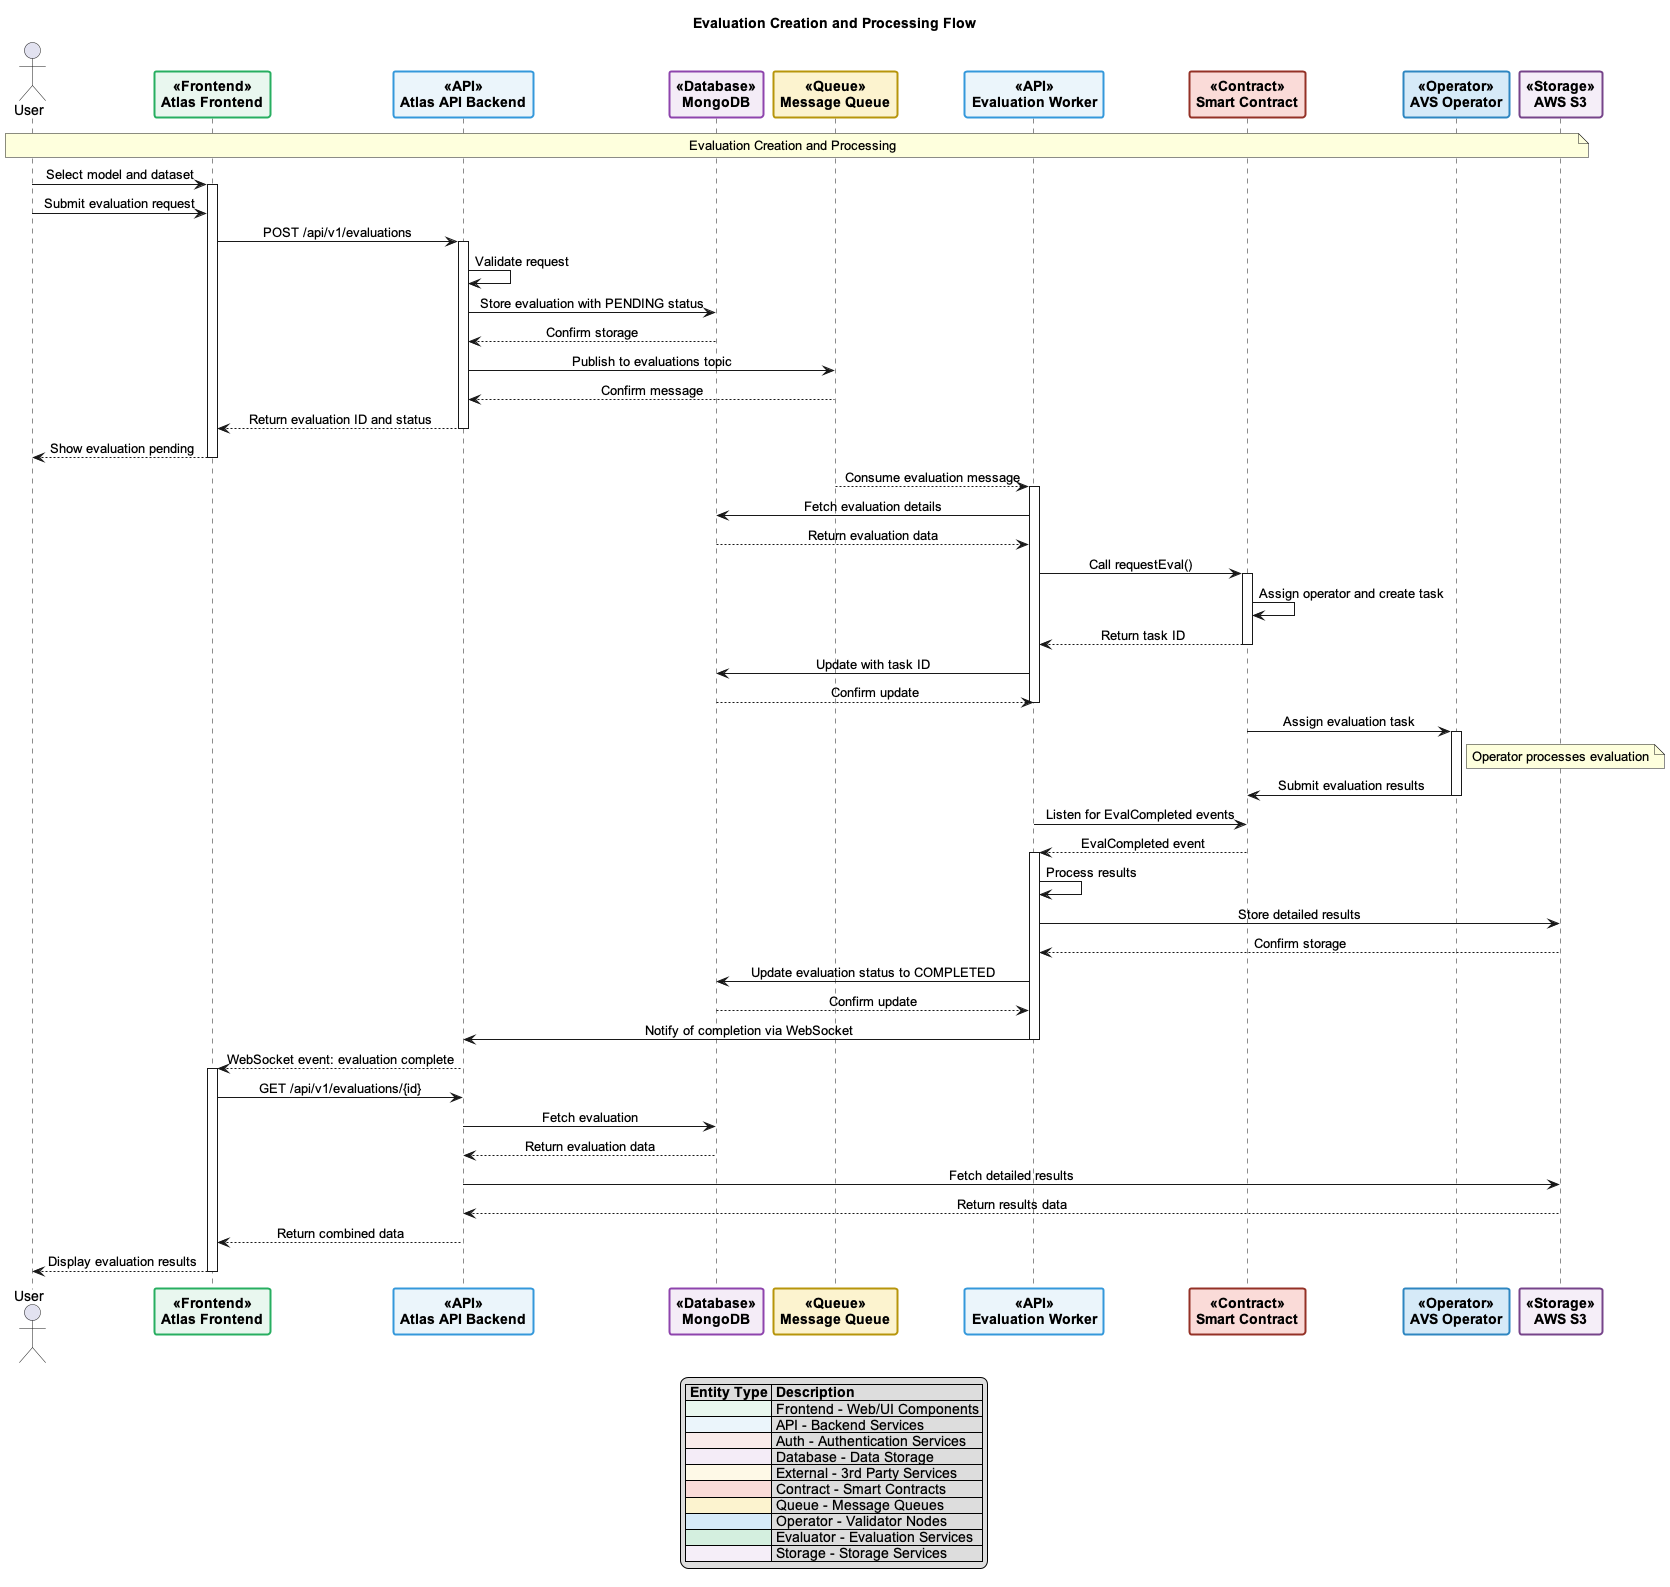 Evaluation Creation and Processing Flow
User
«Frontend»
Atlas Frontend
«API»
Atlas API Backend
«Database»
MongoDB
«Queue»
Message Queue
«API»
Evaluation Worker
«Contract»
Smart Contract
«Operator»
AVS Operator
«Storage»
AWS S3
Evaluation Creation and Processing
Select model and dataset
Submit evaluation request
POST /api/v1/evaluations
Validate request
Store evaluation with PENDING status
Confirm storage
Publish to evaluations topic
Confirm message
Return evaluation ID and status
Show evaluation pending
Consume evaluation message
Fetch evaluation details
Return evaluation data
Call requestEval()
Assign operator and create task
Return task ID
Update with task ID
Confirm update
Assign evaluation task
Operator processes evaluation
Submit evaluation results
Listen for EvalCompleted events
EvalCompleted event
Process results
Store detailed results
Confirm storage
Update evaluation status to COMPLETED
Confirm update
Notify of completion via WebSocket
WebSocket event: evaluation complete
GET /api/v1/evaluations/{id}
Fetch evaluation
Return evaluation data
Fetch detailed results
Return results data
Return combined data
Display evaluation results
User
«Frontend»
Atlas Frontend
«API»
Atlas API Backend
«Database»
MongoDB
«Queue»
Message Queue
«API»
Evaluation Worker
«Contract»
Smart Contract
«Operator»
AVS Operator
«Storage»
AWS S3
Entity Type Description
Frontend - Web/UI Components
API - Backend Services
Auth - Authentication Services
Database - Data Storage
External - 3rd Party Services
Contract - Smart Contracts
Queue - Message Queues
Operator - Validator Nodes
Evaluator - Evaluation Services
Storage - Storage Services